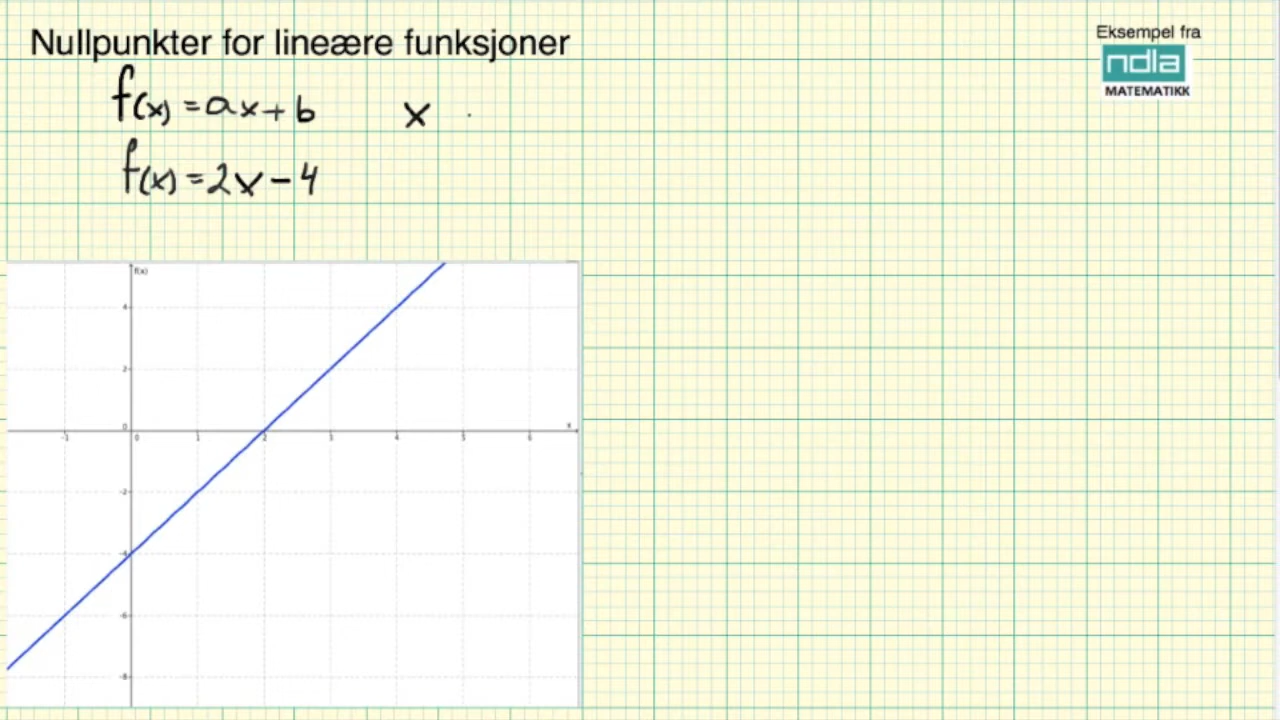 Nullpunkter for lineære funksjoner
Eksempel fra
ndla
MATEMATIKK
f(x) = ax + b x
f(x) = 2x - 4
f(x)
4
2
0
x
-1 0 1 2 3 4 5 6
-2
-4
-6
-8